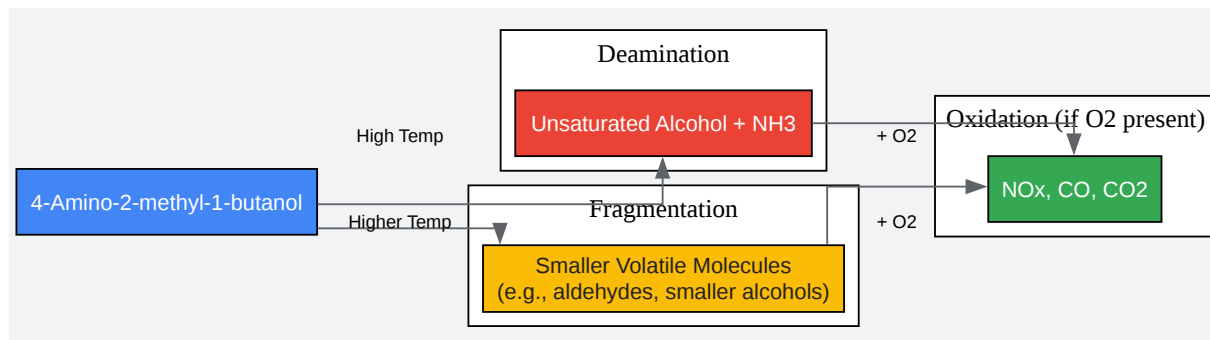 Deamination
Unsaturated Alcohol + NH3
High Temp
+ O2
Oxidation (if O2 present)
NOx, CO, CO2
4-Amino-2-methyl-1-butanol
Higher Temp
Fragmentation
+ O2
Smaller Volatile Molecules
(e.g., aldehydes, smaller alcohols)